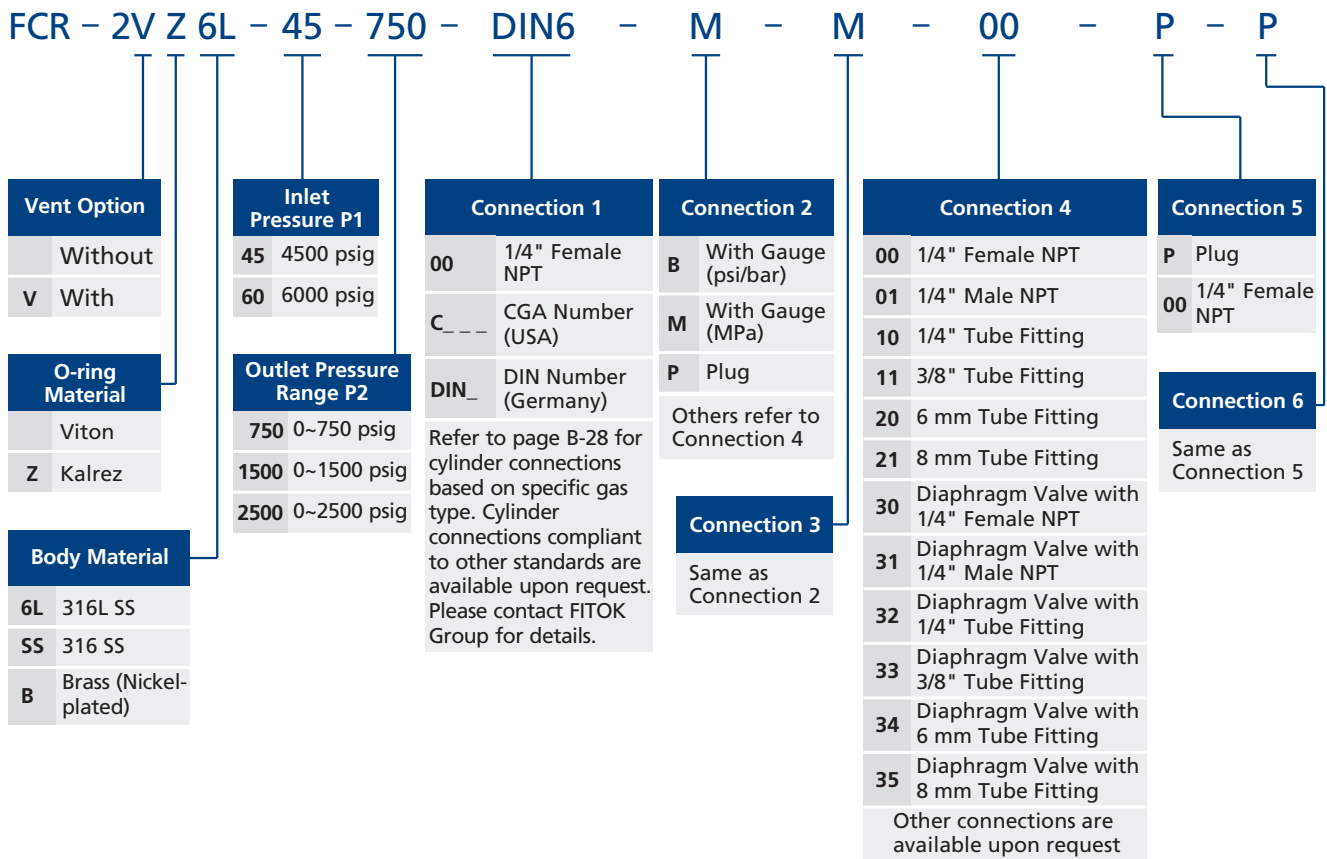 FCR – 2V Z 6L – 45 – 750 – DIN6 – M – M – 00 – P – P
Vent Option
Without
V With
O-ring
Material
Viton
Z Kalrez
Body Material
6L 316L SS
SS 316 SS
B Brass (Nickel-
plated)
Inlet
Pressure P1
45 4500 psig
60 6000 psig
Outlet Pressure
Range P2
750 0~750 psig
1500 0~1500 psig
2500 0~2500 psig
Connection 1
00 1/4" Female
NPT
C_ _ _ CGA Number
(USA)
DIN_ DIN Number
(Germany)
Refer to page B-28 for
cylinder connections
based on specific gas
type. Cylinder
connections compliant
to other standards are
available upon request.
Please contact FITOK
Group for details.
Connection 2
B With Gauge
(psi/bar)
M With Gauge
(MPa)
P Plug
Others refer to
Connection 4
Connection 3
Same as
Connection 2
Connection 4
00 1/4" Female NPT
01 1/4" Male NPT
10 1/4" Tube Fitting
11 3/8" Tube Fitting
20 6 mm Tube Fitting
21 8 mm Tube Fitting
30 Diaphragm Valve with
1/4" Female NPT
31 Diaphragm Valve with
1/4" Male NPT
32 Diaphragm Valve with
1/4" Tube Fitting
33 Diaphragm Valve with
3/8" Tube Fitting
34 Diaphragm Valve with
6 mm Tube Fitting
35 Diaphragm Valve with
8 mm Tube Fitting
Other connections are
available upon request
Connection 5
P Plug
00 1/4" Female
NPT
Connection 6
Same as
Connection 5